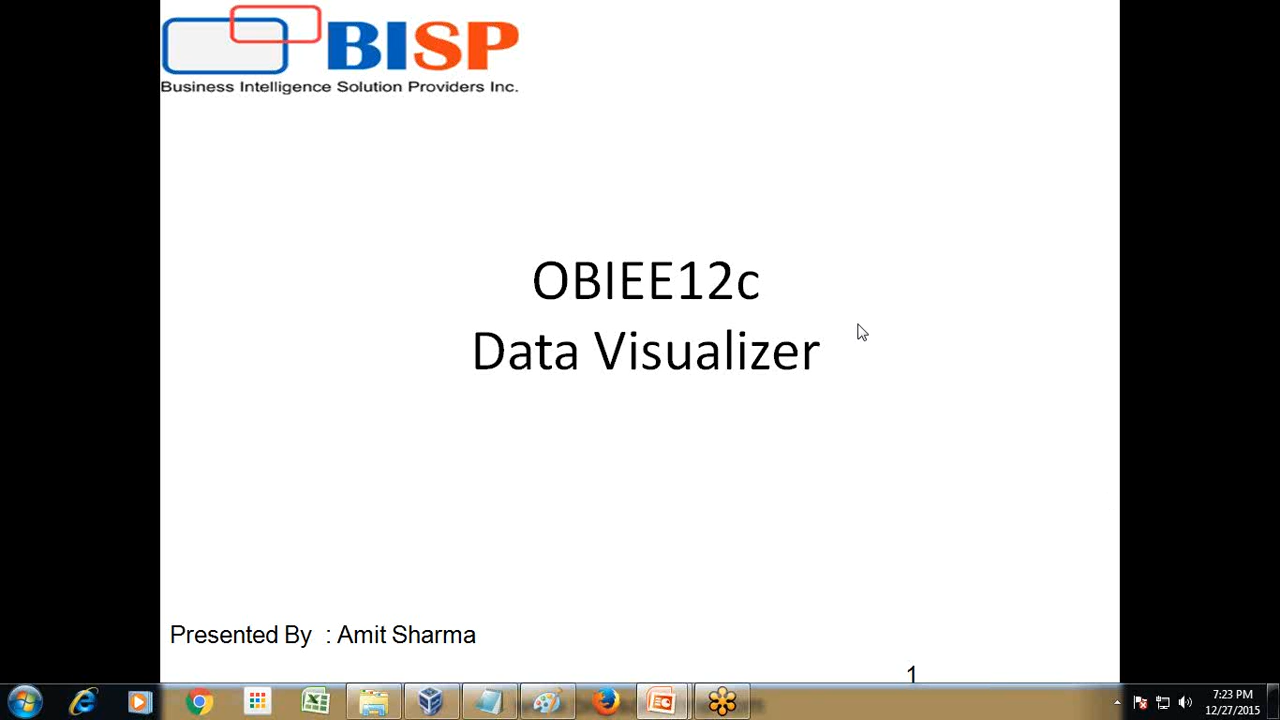 BISP
Business Intelligence Solution Providers Inc.
OBIEE12c
Data Visualizer
Presented By : Amit Sharma
1
7:23 PM
12/27/2015